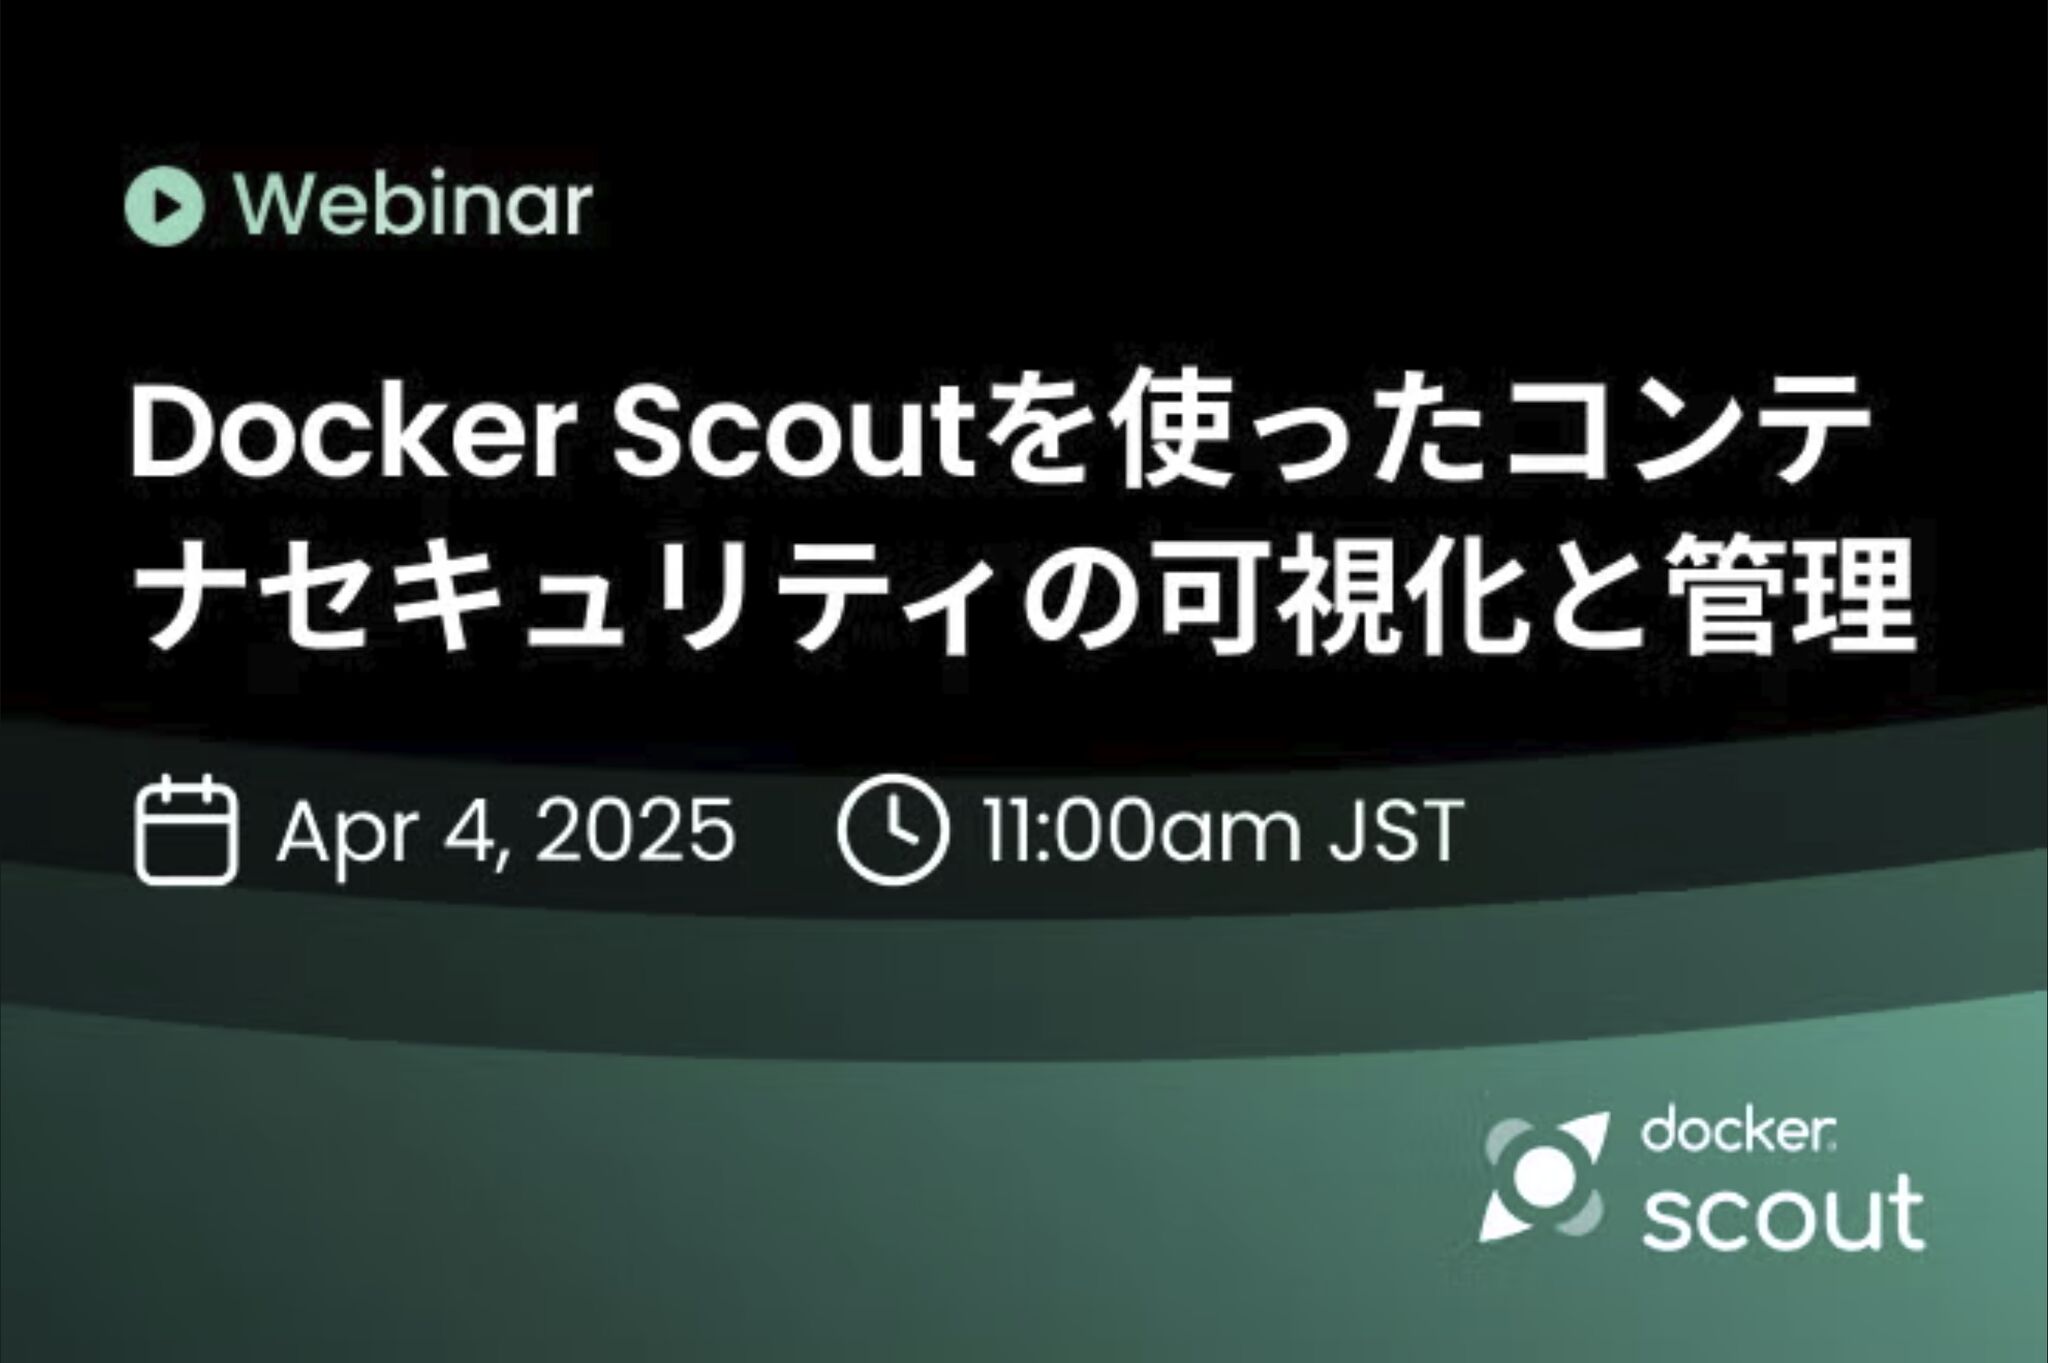 Webinar
Docker Scoutを使ったコンテ
ナセキュリティの可視化と管理
Apr 4, 2025
11:00am JST
docker
scout